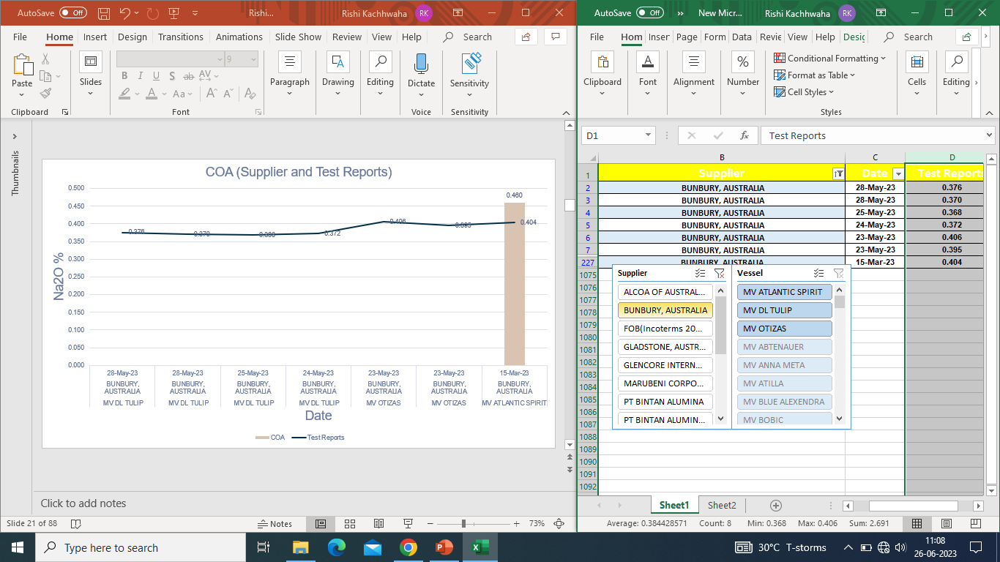 AutoSave Off Rishi... Rishi Kachhwaha RK
File Home Insert Design Transitions Animations Slide Show Review View Help Search
Paste Slides 9 Paragraph Drawing Editing Dictate Sensitivity
B I U S ab AV
A Aa A A A
Clipboard Font Voice Sensitivity
Thumbnails
COA (Supplier and Test Reports)
0.500
0.450
0.400
0.350
0.300
0.250
0.200
0.150
0.100
0.050
0.000
Na2O %
0.460
0.376 0.370 0.368 0.372 0.406 0.395 0.404
28-May-23 28-May-23 25-May-23 24-May-23 23-May-23 23-May-23 15-Mar-23
BUNBURY, BUNBURY, BUNBURY, BUNBURY, BUNBURY, BUNBURY, BUNBURY,
AUSTRALIA AUSTRALIA AUSTRALIA AUSTRALIA AUSTRALIA AUSTRALIA AUSTRALIA
MV DL TULIP MV DL TULIP MV DL TULIP MV DL TULIP MV OTIZAS MV OTIZAS MV ATLANTIC SPIRIT
Date
COA Test Reports
Click to add notes
Slide 21 of 88 Notes 73%
AutoSave Off » New Micr... Rishi Kachhwaha RK
File Hom Inser Page Form Data Revie View Help Desig Search
Clipboard Font Alignment Number Conditional Formatting Cells Editing
Format as Table
Cell Styles
Styles
D1 fx Test Reports
B C D
1 Supplier Date Test Reports
2 BUNBURY, AUSTRALIA 28-May-23 0.376
3 BUNBURY, AUSTRALIA 28-May-23 0.370
4 BUNBURY, AUSTRALIA 25-May-23 0.368
5 BUNBURY, AUSTRALIA 24-May-23 0.372
6 BUNBURY, AUSTRALIA 23-May-23 0.406
7 BUNBURY, AUSTRALIA 23-May-23 0.395
227 BUNBURY, AUSTRALIA 15-Mar-23 0.404
1075
1076
1077
1078
1079
1080
1081
1082
1083
1084
1085
1086
1087
1088
1089
1090
1091
1092
Supplier
ALCOA OF AUSTRAL...
BUNBURY, AUSTRALIA
FOB(Incoterms 20...
GLADSTONE, AUSTR...
GLENCORE INTERN...
MARUBENI CORPO...
PT BINTAN ALUMINA
PT BINTAN ALUMIN...
Vessel
MV ATLANTIC SPIRIT
MV DL TULIP
MV OTIZAS
MV ABTENAUER
MV ANNA META
MV ATILLA
MV BLUE ALEXENDRA
MV BOBIC
Sheet1 Sheet2
Average: 0.384428571 Count: 8 Min: 0.368 Max: 0.406 Sum: 2.691
Type here to search
30°C T-storms
11:08
26-06-2023